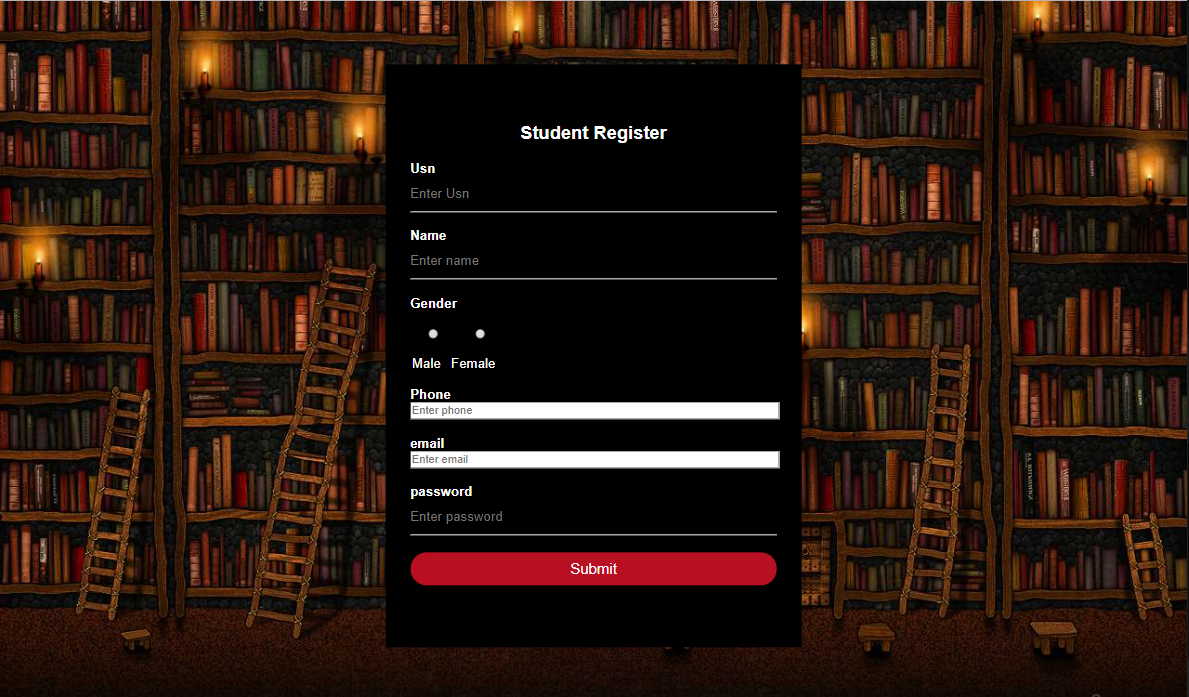 Student Register
Usn
Enter Usn
Name
Enter name
Gender
Male Female
Phone
Enter phone
email
Enter email
password
Enter password
Submit